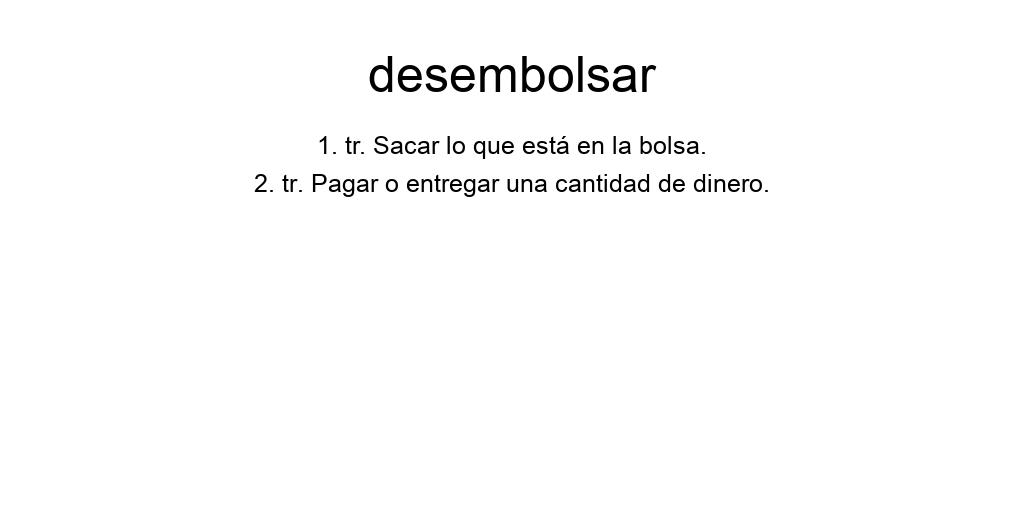 desembolsar
1. tr. Sacar lo que está en la bolsa.
2. tr. Pagar o entregar una cantidad de dinero.